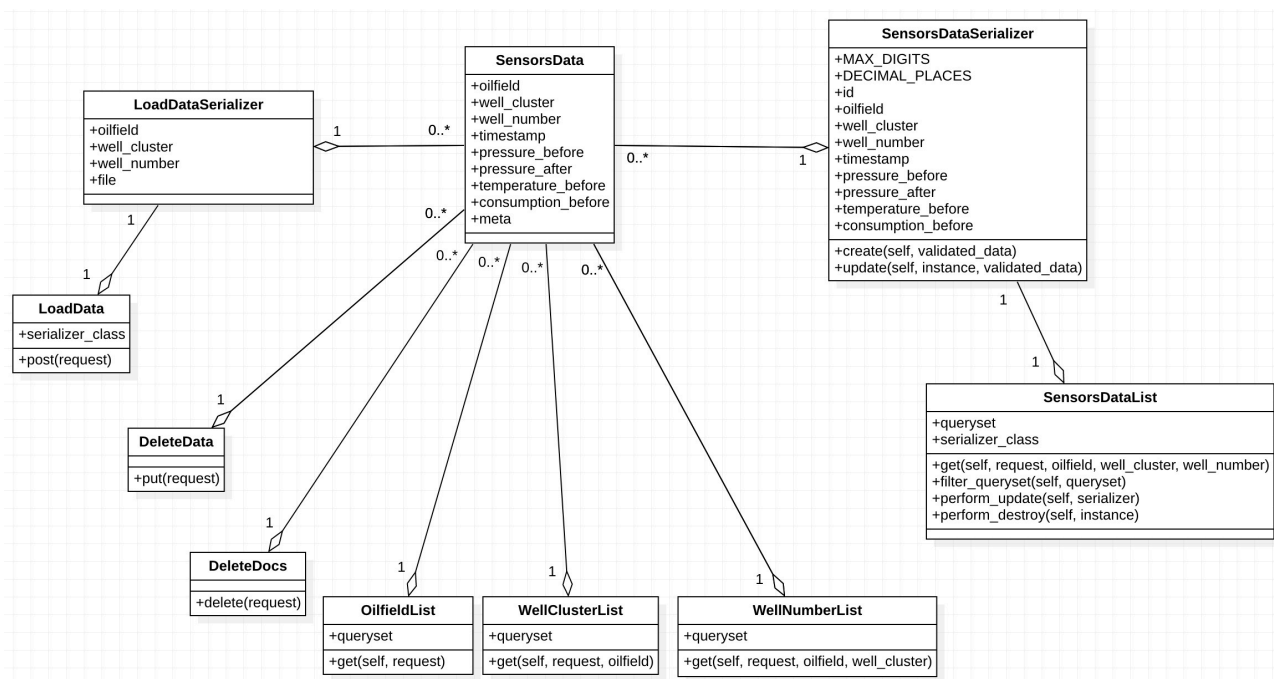 SensorsDataSerializer
+MAX_DIGITS
+DECIMAL_PLACES
+id
+oilfield
+well_cluster
+well_number
+timestamp
+pressure_before
+pressure_after
+temperature_before
+consumption_before
+create(self, validated_data)
+update(self, instance, validated_data)
SensorsData
+oilfield
+well_cluster
+well_number
+timestamp
+pressure_before
+pressure_after
+temperature_before
+consumption_before
+meta
LoadDataSerializer
+oilfield
+well_cluster
+well_number
+file
1
0..*
0..*
1
1
1
0..*
0..*
0..*
0..*
0..*
1
1
LoadData
+serializer_class
+post(request)
1
DeleteData
+put(request)
SensorsDataList
+queryset
+serializer_class
+get(self, request, oilfield, well_cluster, well_number)
+filter_queryset(self, queryset)
+perform_update(self, serializer)
+perform_destroy(self, instance)
1
DeleteDocs
+delete(request)
1
OilfieldList
+queryset
+get(self, request)
1
WellClusterList
+queryset
+get(self, request, oilfield)
1
WellNumberList
+queryset
+get(self, request, oilfield, well_cluster)